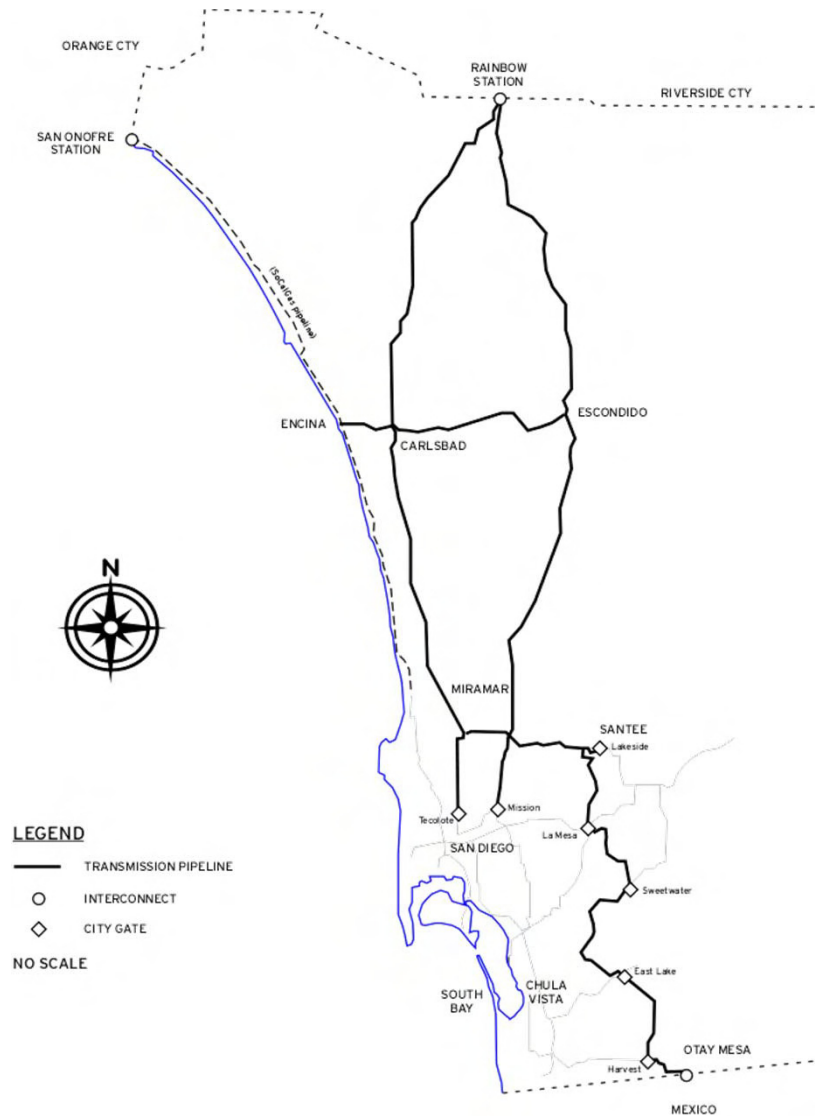 ORANGE CTY
RAINBOW
STATION
RIVERSIDE CTY
SAN ONOFRE
STATION
(SoCalGas pipeline)
ENCINA
CARLSBAD
ESCONDIDO
N
MIRAMAR
SANTEE
Lakeside
Tecolote
Mission
La Mesa
SAN DIEGO
LEGEND
TRANSMISSION PIPELINE
INTERCONNECT
CITY GATE
NO SCALE
Sweetwater
East Lake
SOUTH
BAY
CHULA
VISTA
OTAY MESA
Harvest
MEXICO